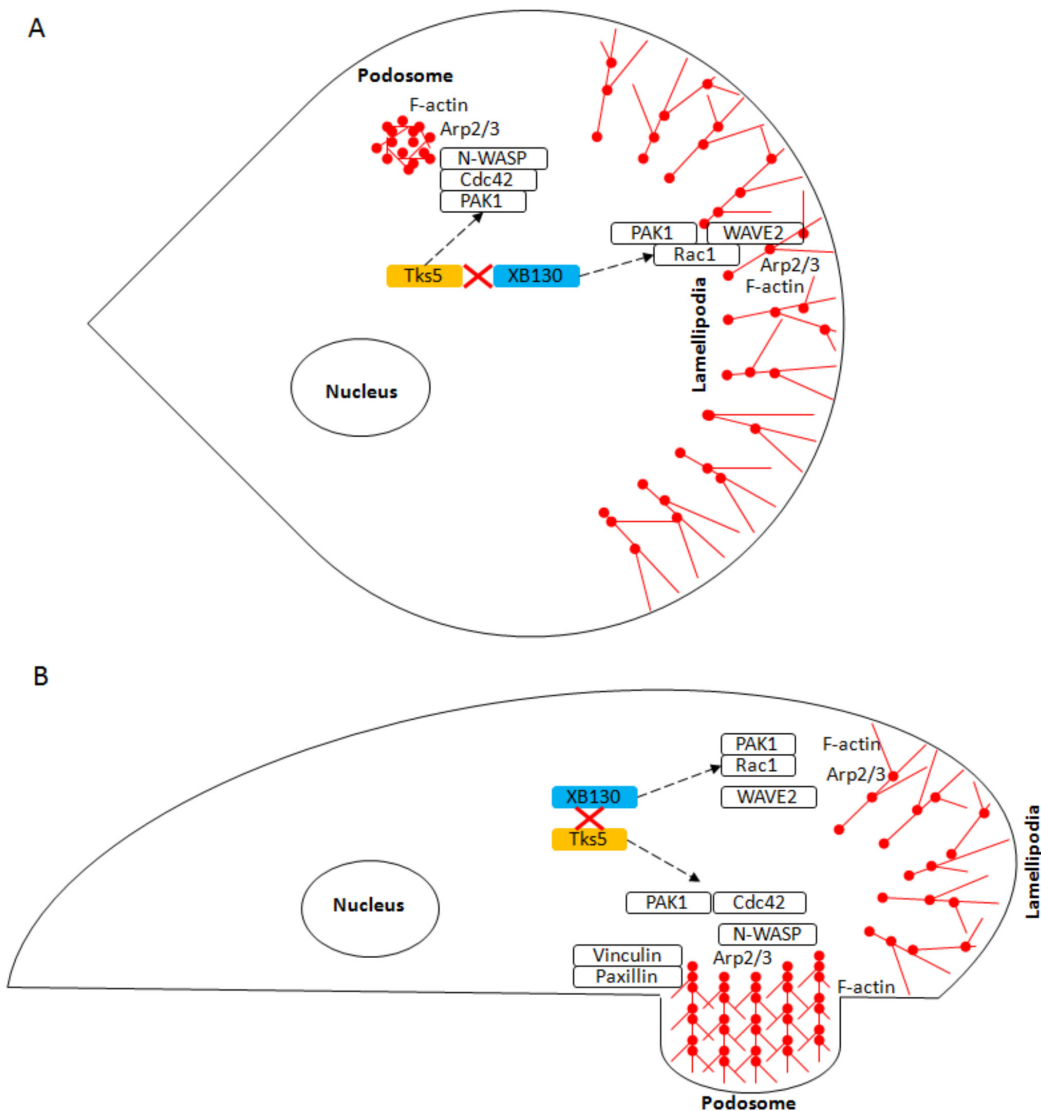 A
Podosome
F-actin
Arp2/3
N-WASP
Cdc42
PAK1
PAK1
WAVE2
Rac1
Arp2/3
F-actin
Tks5
XB130
Lamellipodia
Nucleus
B
PAK1
F-actin
Rac1
Arp2/3
XB130
WAVE2
Tks5
Lamellipodia
Nucleus
PAK1
Cdc42
N-WASP
Vinculin
Arp2/3
Paxillin
F-actin
Podosome